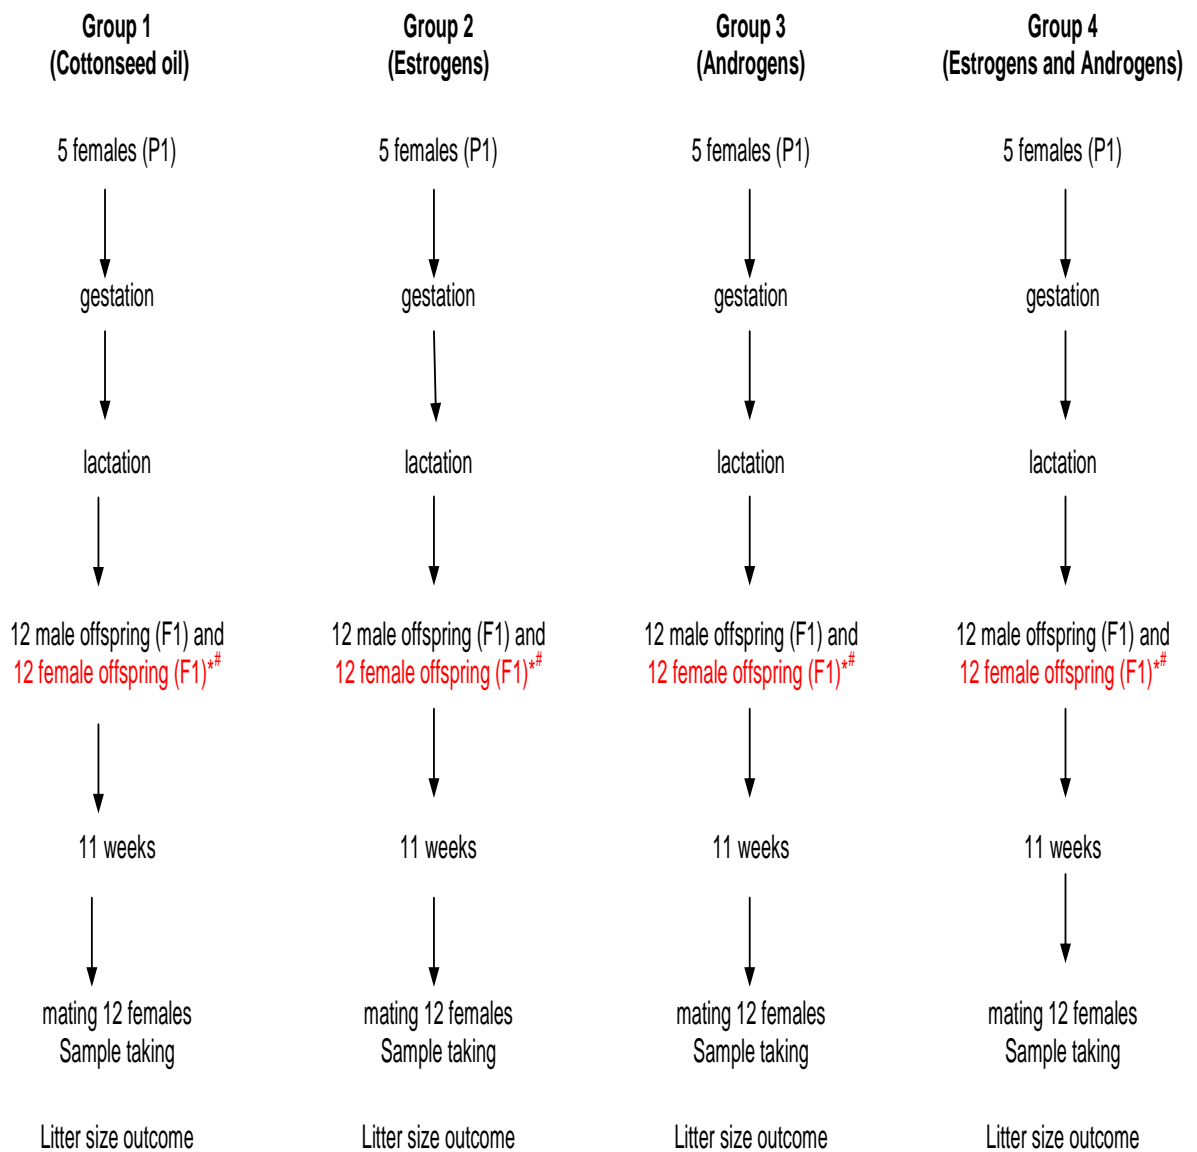 Group 1
(Cottonseed oil)
Group 2
(Estrogens)
Group 3
(Androgens)
Group 4
(Estrogens and Androgens)
5 females (P1)
5 females (P1)
5 females (P1)
5 females (P1)
gestation
gestation
gestation
gestation
lactation
lactation
lactation
lactation
12 male offspring (F1) and
12 female offspring (F1)*#
12 male offspring (F1) and
12 female offspring (F1)*#
12 male offspring (F1) and
12 female offspring (F1)*#
12 male offspring (F1) and
12 female offspring (F1)*#
11 weeks
11 weeks
11 weeks
11 weeks
mating 12 females
Sample taking
mating 12 females
Sample taking
mating 12 females
Sample taking
mating 12 females
Sample taking
Litter size outcome
Litter size outcome
Litter size outcome
Litter size outcome